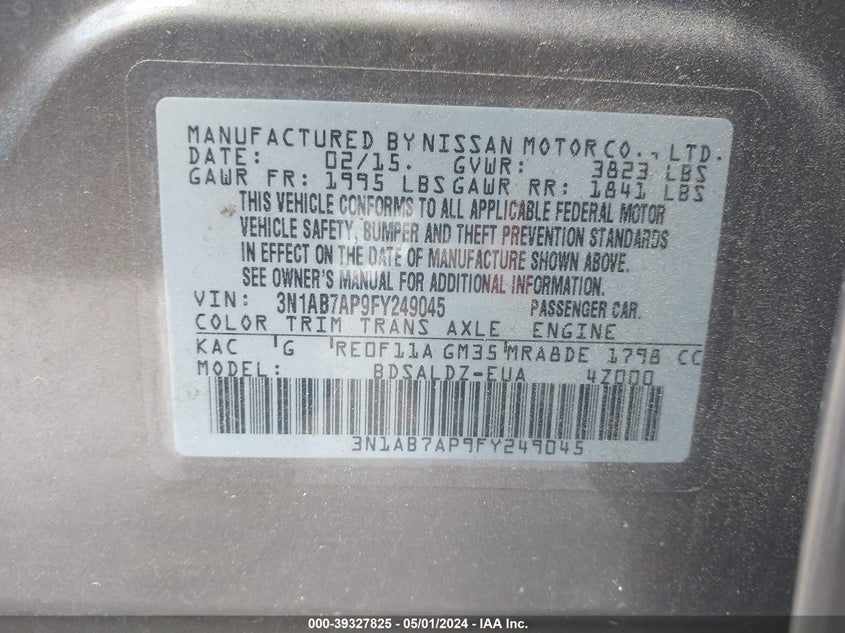 MANUFACTURED BY NISSAN MOTOR CO., LTD.
DATE: 02/15. GVWR: 3823 LBS
GAWR FR: 1995 LBS GAWR RR: 1841 LBS
THIS VEHICLE CONFORMS TO ALL APPLICABLE FEDERAL MOTOR
VEHICLE SAFETY, BUMPER AND THEFT PREVENTION STANDARDS
IN EFFECT ON THE DATE OF MANUFACTURE SHOWN ABOVE.
SEE OWNER'S MANUAL FOR ADDITIONAL INFORMATION.
VIN: 3N1AB7AP9FY249045 PASSENGER CAR.
COLOR TRIM TRANS AXLE ENGINE
KAC G RE0F11A GM35 MRA8DE 1798 CC
MODEL: BDSALDZ-EUA 4Z000
3N1AB7AP9FY249045
000-39327825 - 05/01/2024 - IAA Inc.